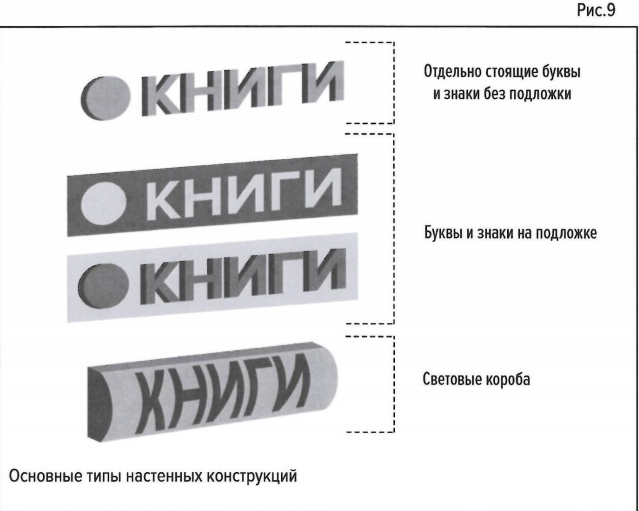 Рис.9
КНИГИ
Отдельно стоящие буквы
и знаки без подложки
КНИГИ
КНИГИ
Буквы и знаки на подложке
КНИГИ
Световые короба
Основные типы настенных конструкций